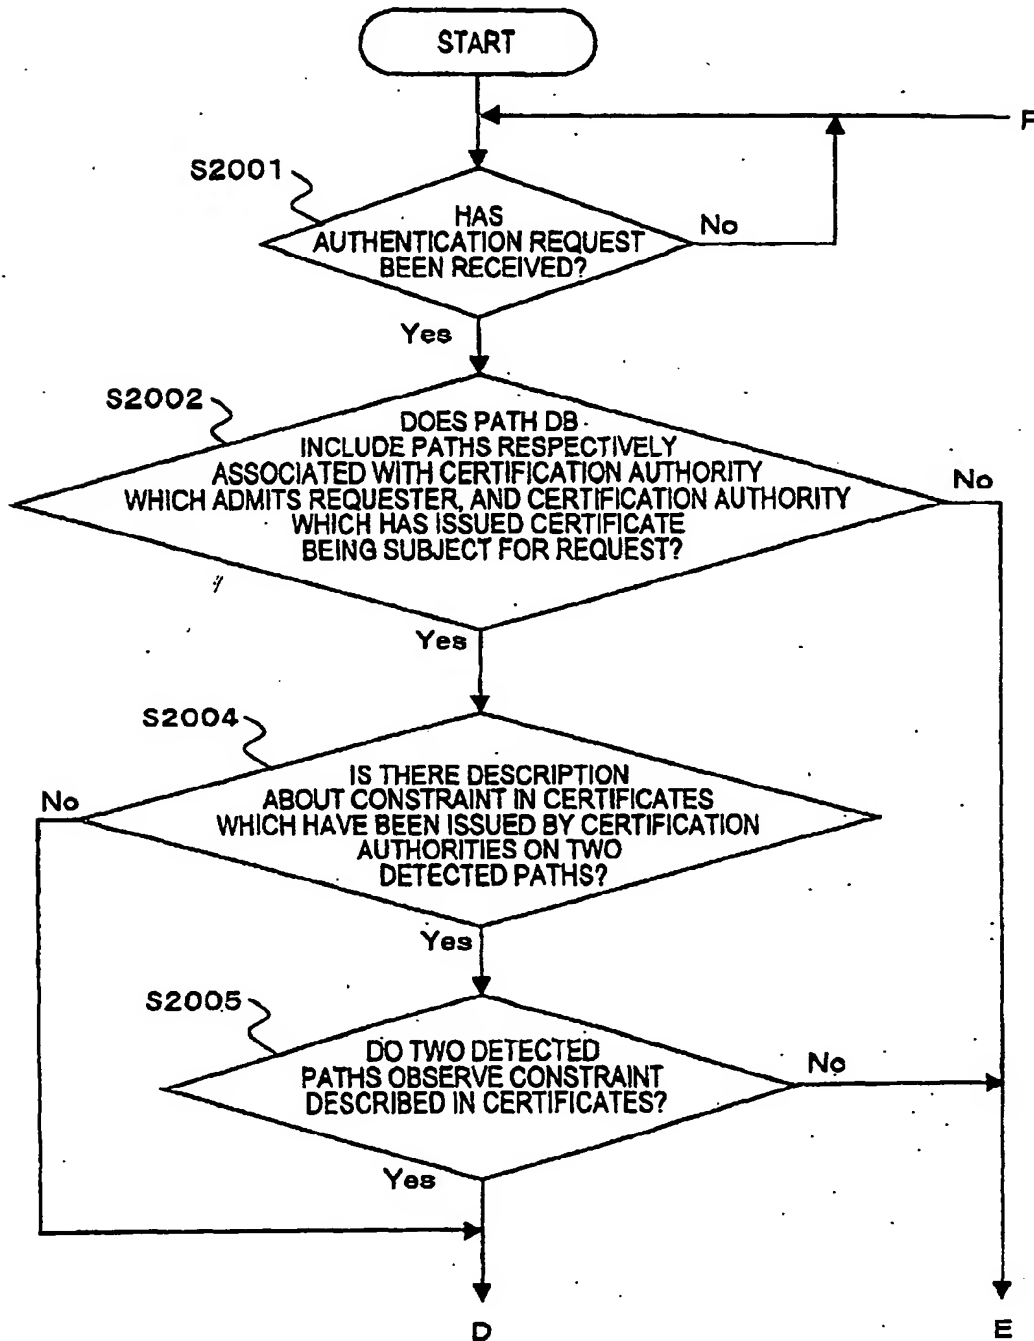 START
F
S2001
HAS
AUTHENTICATION REQUEST
BEEN RECEIVED?
No
Yes
S2002
DOES PATH DB
INCLUDE PATHS RESPECTIVELY
ASSOCIATED WITH CERTIFICATION AUTHORITY
WHICH ADMITS REQUESTER, AND CERTIFICATION AUTHORITY
WHICH HAS ISSUED CERTIFICATE
BEING SUBJECT FOR REQUEST?
No
Yes
S2004
IS THERE DESCRIPTION
ABOUT CONSTRAINT IN CERTIFICATES
WHICH HAVE BEEN ISSUED BY CERTIFICATION
AUTHORITIES ON TWO
DETECTED PATHS?
No
Yes
S2005
DO TWO DETECTED
PATHS OBSERVE CONSTRAINT
DESCRIBED IN CERTIFICATES?
No
Yes
D
E